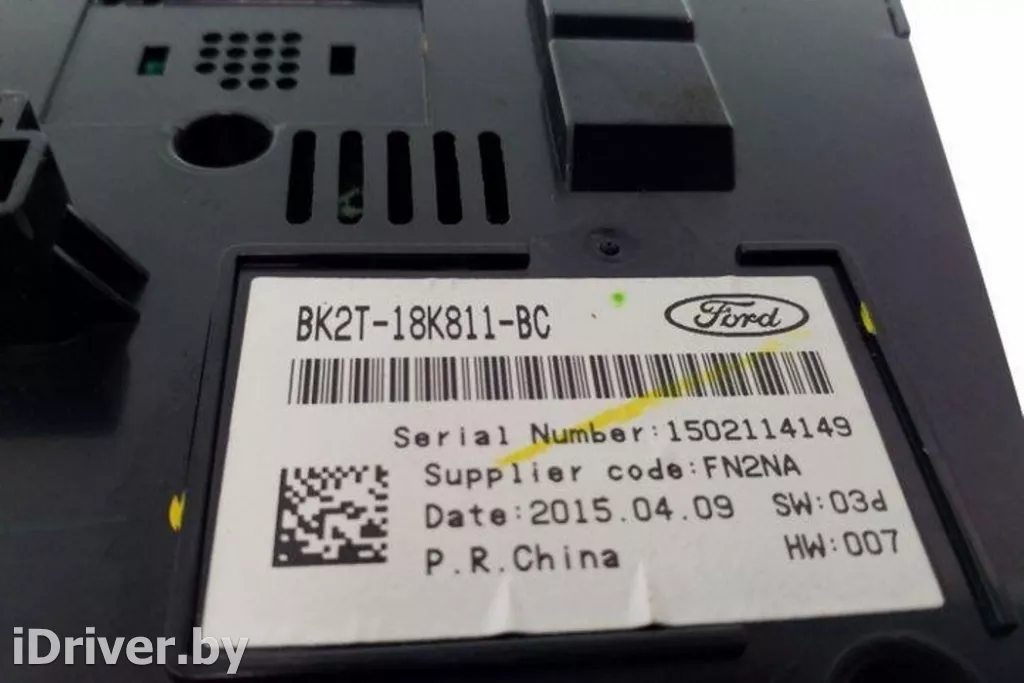 BK2T-18K811-BC
Ford
Serial Number:1502114149
Supplier code:FN2NA
Date:2015.04.09 SW:03d
P.R.China HW:007
iDriver.by